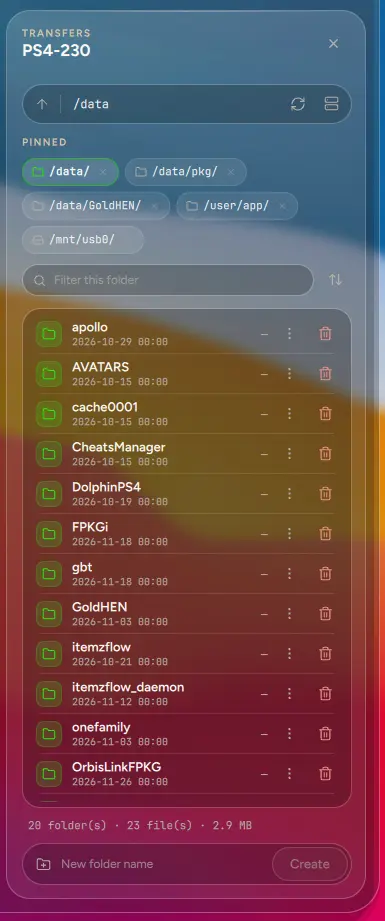 TRANSFERS
PS4-230
/data
PINNED
/data/ ×
/data/pkg/ ×
/data/GoldHEN/ ×
/user/app/ ×
/mnt/usb0/
Filter this folder
apollo
2026-10-29 00:00 –
AVATARS
2026-10-15 00:00 –
cache0001
2026-10-15 00:00 –
CheatsManager
2026-10-15 00:00 –
DolphinPS4
2026-10-19 00:00 –
FPKGi
2026-11-18 00:00 –
gbt
2026-11-18 00:00 –
GoldHEN
2026-11-03 00:00 –
itemzflow
2026-10-21 00:00 –
itemzflow_daemon
2026-11-12 00:00 –
onefamily
2026-11-03 00:00 –
OrbisLinkFPKG
2026-11-26 00:00 –
20 folder(s) · 23 file(s) · 2.9 MB
New folder name
Create